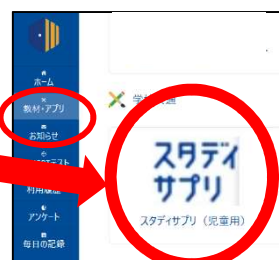 ホーム
教材・アプリ
お知らせ
利用履歴
アンケート
毎日の記録
スタディ
サプリ
スタディサプリ（児童用）